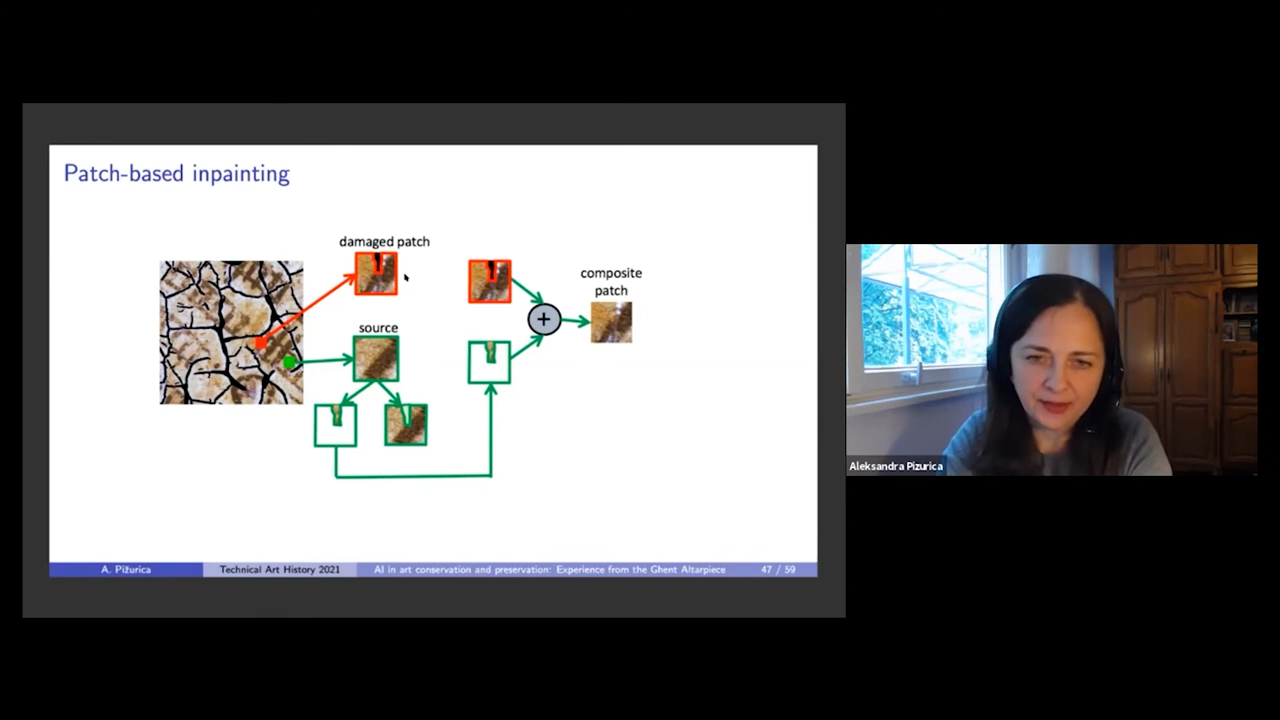 Patch-based inpainting
damaged patch
source
composite
patch
+
Aleksandra Pizurica
A. Pižurica
Technical Art History 2021
AI in art conservation and preservation: Experience from the Ghent Altarpiece
47 / 59